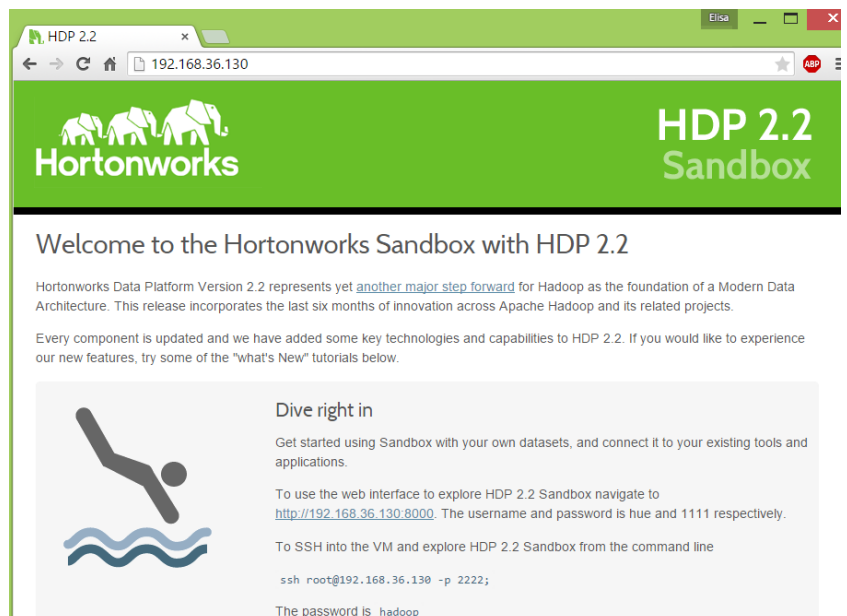 Elisa
HDP 2.2
192.168.36.130
ABP
Hortonworks
HDP 2.2
Sandbox
Welcome to the Hortonworks Sandbox with HDP 2.2
Hortonworks Data Platform Version 2.2 represents yet another major step forward for Hadoop as the foundation of a Modern Data
Architecture. This release incorporates the last six months of innovation across Apache Hadoop and its related projects.
Every component is updated and we have added some key technologies and capabilities to HDP 2.2. If you would like to experience
our new features, try some of the "what's New" tutorials below.
Dive right in
Get started using Sandbox with your own datasets, and connect it to your existing tools and
applications.
To use the web interface to explore HDP 2.2 Sandbox navigate to
http://192.168.36.130:8000. The username and password is hue and 1111 respectively.
To SSH into the VM and explore HDP 2.2 Sandbox from the command line
ssh root@192.168.36.130 -p 2222;
The password is hadoop